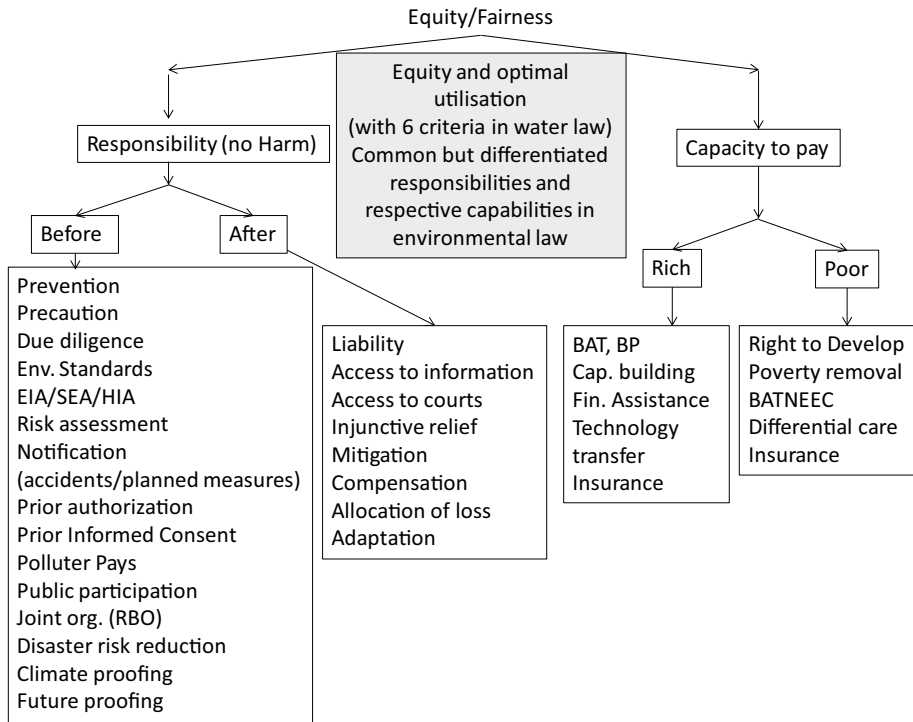 Equity/Fairness
Equity and optimal
utilisation
(with 6 criteria in water law)
Common but differentiated
responsibilities and
respective capabilities in
environmental law
Responsibility (no Harm)
Capacity to pay
Before
After
Rich
Poor
Prevention
Precaution
Due diligence
Env. Standards
EIA/SEA/HIA
Risk assessment
Notification
(accidents/planned measures)
Prior authorization
Prior Informed Consent
Polluter Pays
Public participation
Joint org. (RBO)
Disaster risk reduction
Climate proofing
Future proofing
Liability
Access to information
Access to courts
Injunctive relief
Mitigation
Compensation
Allocation of loss
Adaptation
BAT, BP
Cap. building
Fin. Assistance
Technology
transfer
Insurance
Right to Develop
Poverty removal
BATNEEC
Differential care
Insurance